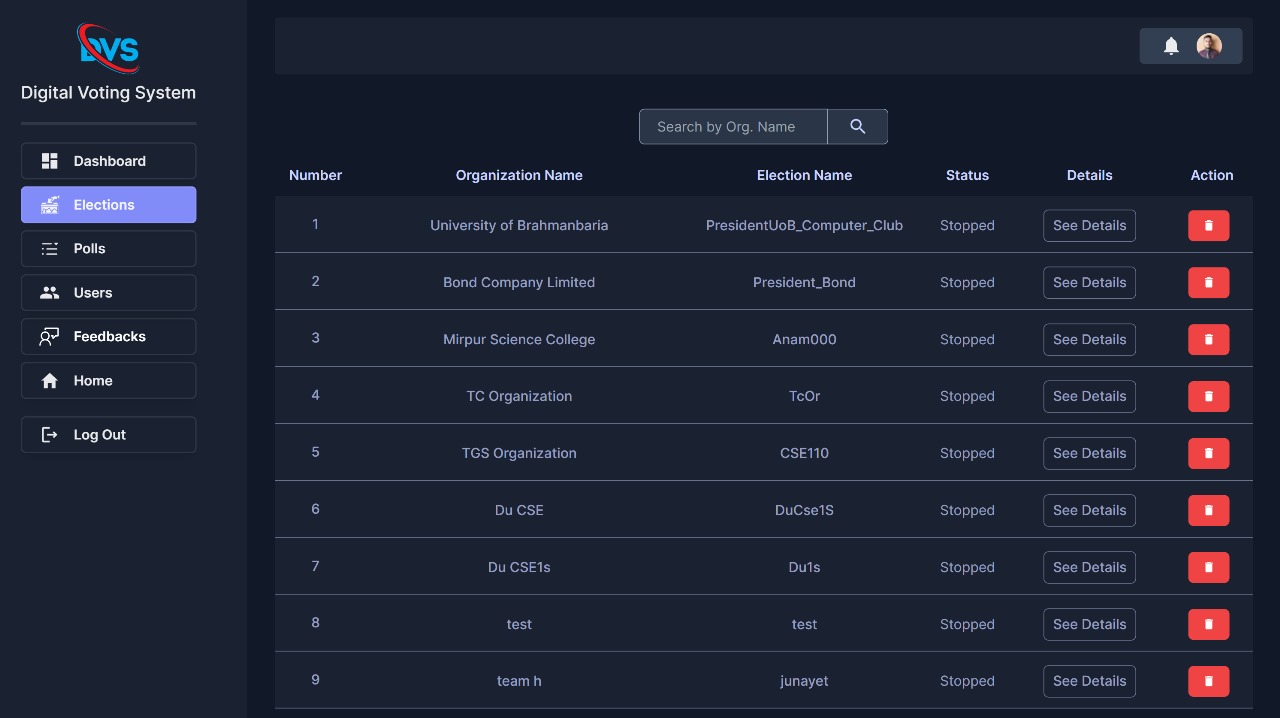 DVS
Digital Voting System
Dashboard
Elections
Polls
Users
Feedbacks
Home
Log Out
Search by Org. Name
Number Organization Name Election Name Status Details Action
1 University of Brahmanbaria PresidentUoB_Computer_Club Stopped See Details
2 Bond Company Limited President_Bond Stopped See Details
3 Mirpur Science College Anam000 Stopped See Details
4 TC Organization TcOr Stopped See Details
5 TGS Organization CSE110 Stopped See Details
6 Du CSE DuCse1S Stopped See Details
7 Du CSE1s Du1s Stopped See Details
8 test test Stopped See Details
9 team h junayet Stopped See Details